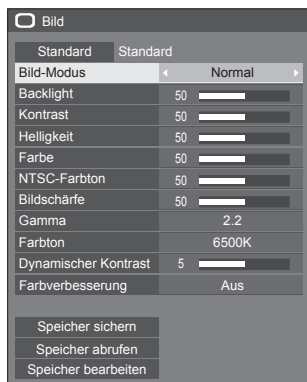 Bild
Standard Standard
Bild-Modus Normal
Backlight 50
Kontrast 50
Helligkeit 50
Farbe 50
NTSC-Farbton 50
Bildschärfe 50
Gamma 2.2
Farbton 6500K
Dynamischer Kontrast 5
Farbverbesserung Aus
Speicher sichern
Speicher abrufen
Speicher bearbeiten